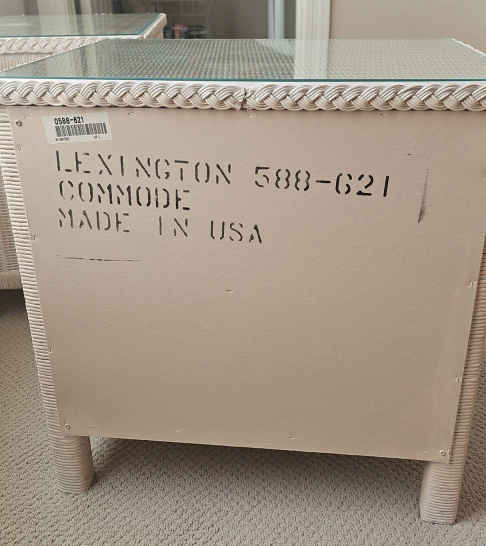 0588-621
LEXINGTON 588-621
COMMODE
MADE IN USA